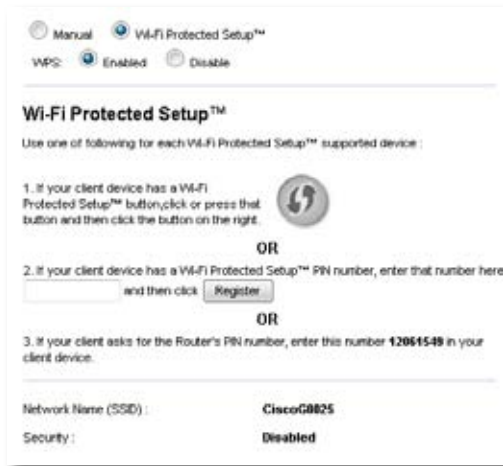 Manual Wi-Fi Protected Setup™
WPS: Enabled Disable
Wi-Fi Protected Setup™
Use one of following for each Wi-Fi Protected Setup™ supported device :
1. If your client device has a Wi-Fi
Protected Setup™ button,click or press that
button and then click the button on the right.
OR
2. If your client device has a Wi-Fi Protected Setup™ PIN number, enter that number here
and then click Register
OR
3. If your client asks for the Router's PIN number, enter this number 12061549 in your
client device.
Network Name (SSID) : CiscoG0025
Security : Disabled